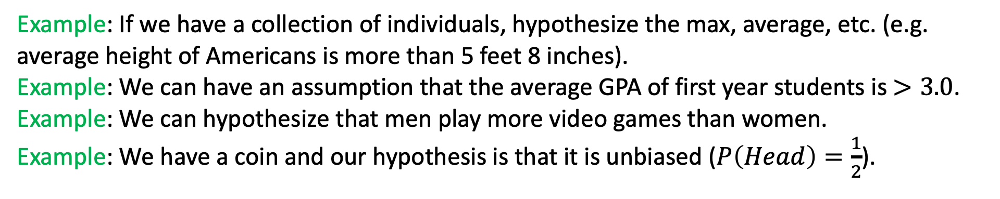 Example: If we have a collection of individuals, hypothesize the max, average, etc. (e.g.
average height of Americans is more than 5 feet 8 inches).
Example: We can have an assumption that the average GPA of first year students is > 3.0.
Example: We can hypothesize that men play more video games than women.
Example: We have a coin and our hypothesis is that it is unbiased (P(Head) = 1/2).